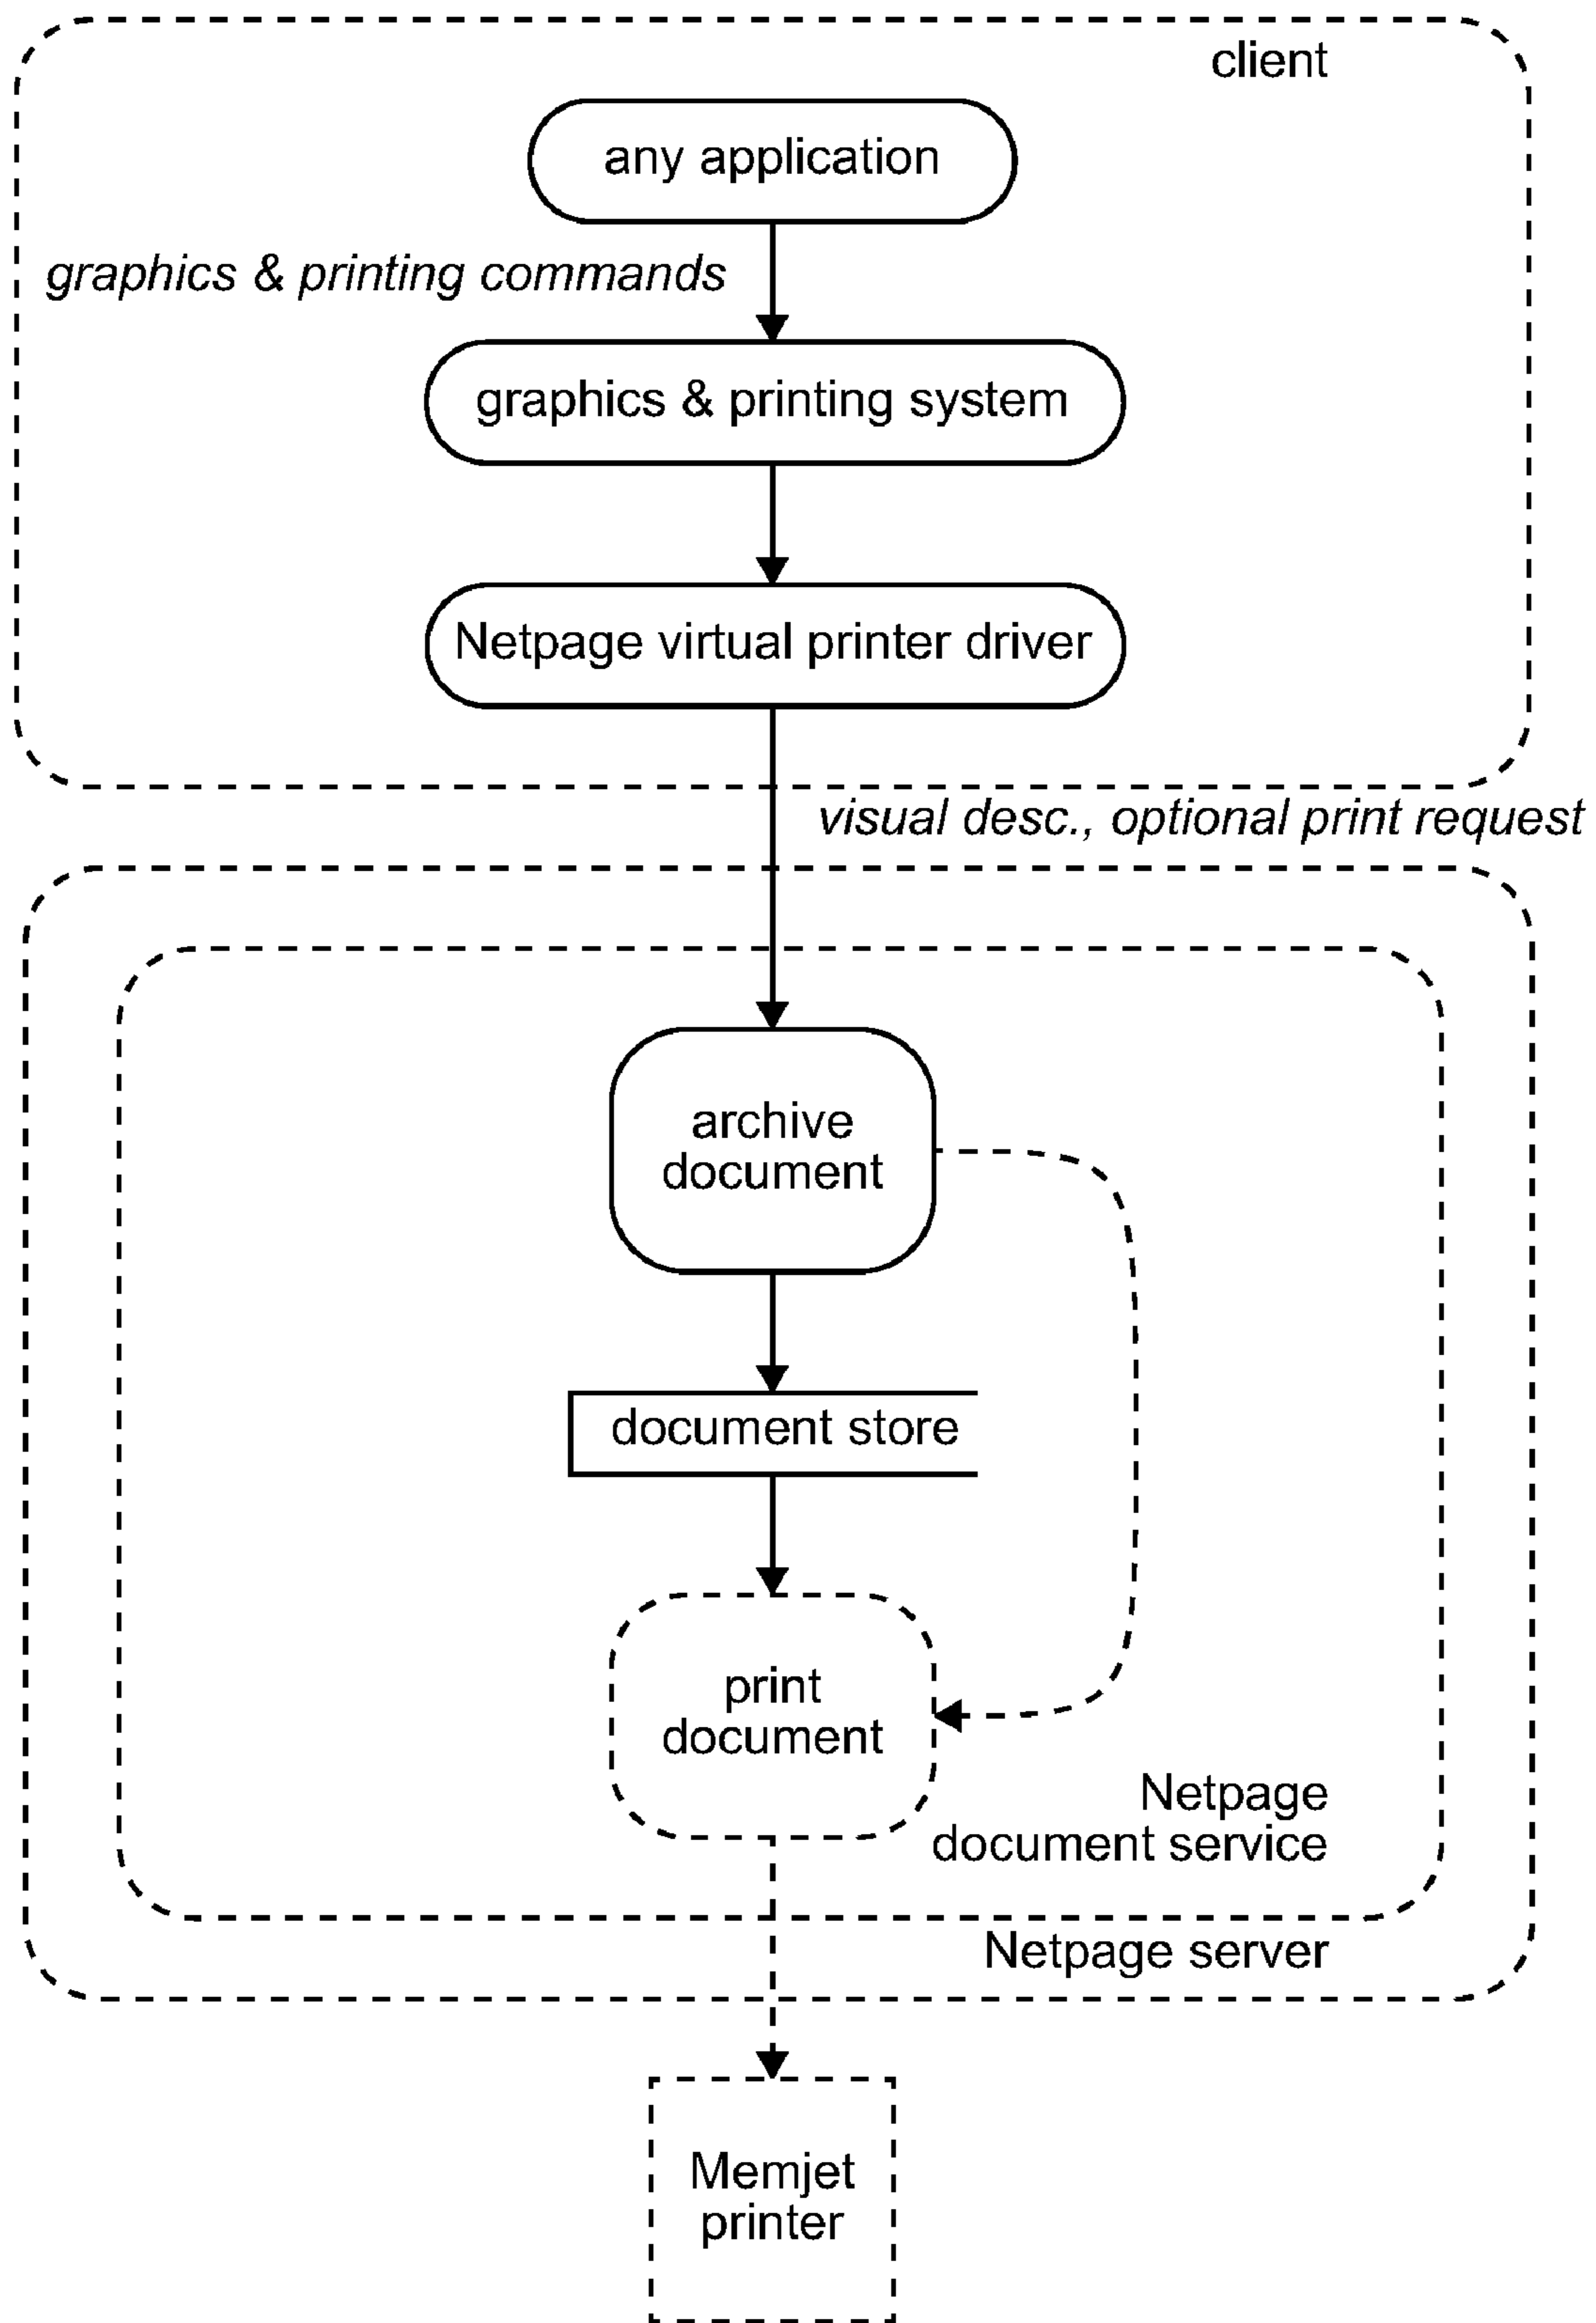 client
any application
graphics & printing commands
graphics & printing system
Netpage virtual printer driver
visual desc., optional print request
archive
document
document store
print
document
Netpage
document service
Netpage server
Memjet
printer